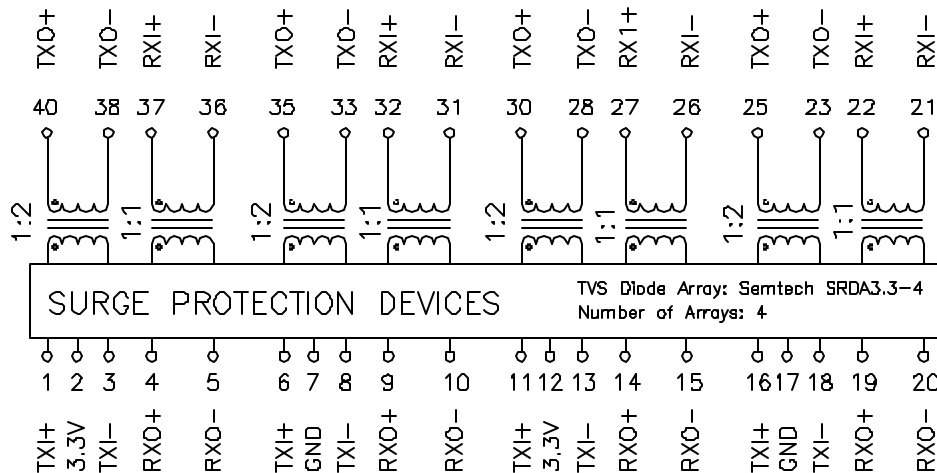 TXO+ TXO- RXI+ RXI- TXO+ TXO- RXI+ RXI- TXO+ TXO- RX1+ RXI- TXO+ TXO- RXI+ RXI-
40 38 37 36 35 33 32 31 30 28 27 26 25 23 22 21
1:2 1:1 1:2 1:1 1:2 1:1 1:2 1:1
SURGE PROTECTION DEVICES
TVS Diode Array: Semtech SRDA3.3-4
Number of Arrays: 4
1 2 3 4 5 6 7 8 9 10 11 12 13 14 15 16 17 18 19 20
TXI+ 3.3V TXI- RXO+ RXO- TXI+ GND TXI- RXO+ RXO- TXI+ 3,3V TXI- RXO+ RXO- TXI+ GND TXI- RXO+ RXO-